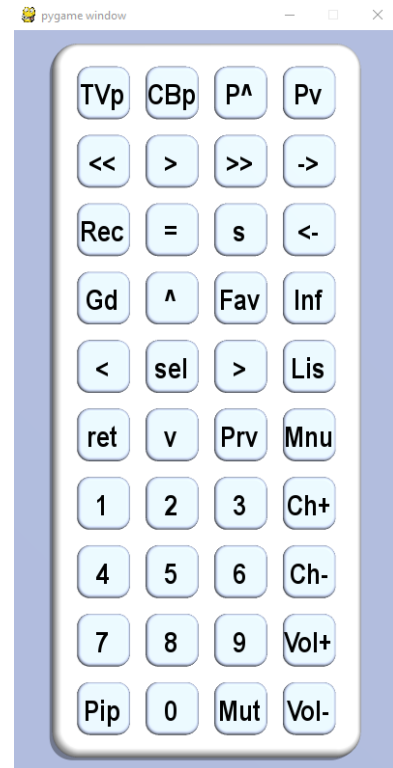 pygame window
TVp CBp P^ Pv
<< > >> ->
Rec = s <-
Gd ^ Fav Inf
< sel > Lis
ret v Prv Mnu
1 2 3 Ch+
4 5 6 Ch-
7 8 9 Vol+
Pip 0 Mut Vol-